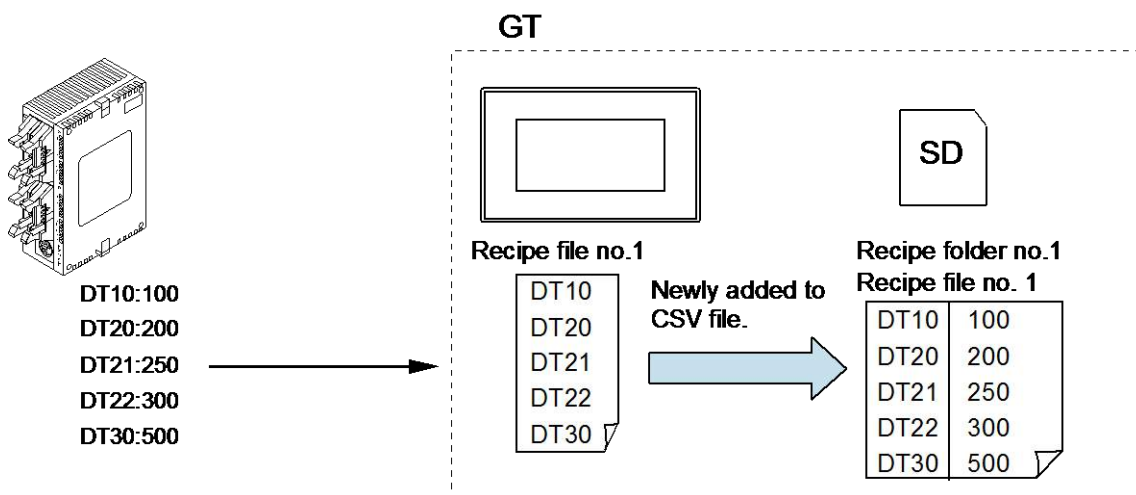 GT
SD
DT10:100
DT20:200
DT21:250
DT22:300
DT30:500
Recipe file no.1
DT10
DT20
DT21
DT22
DT30
Newly added to
CSV file.
Recipe folder no.1
Recipe file no. 1
DT10 100
DT20 200
DT21 250
DT22 300
DT30 500